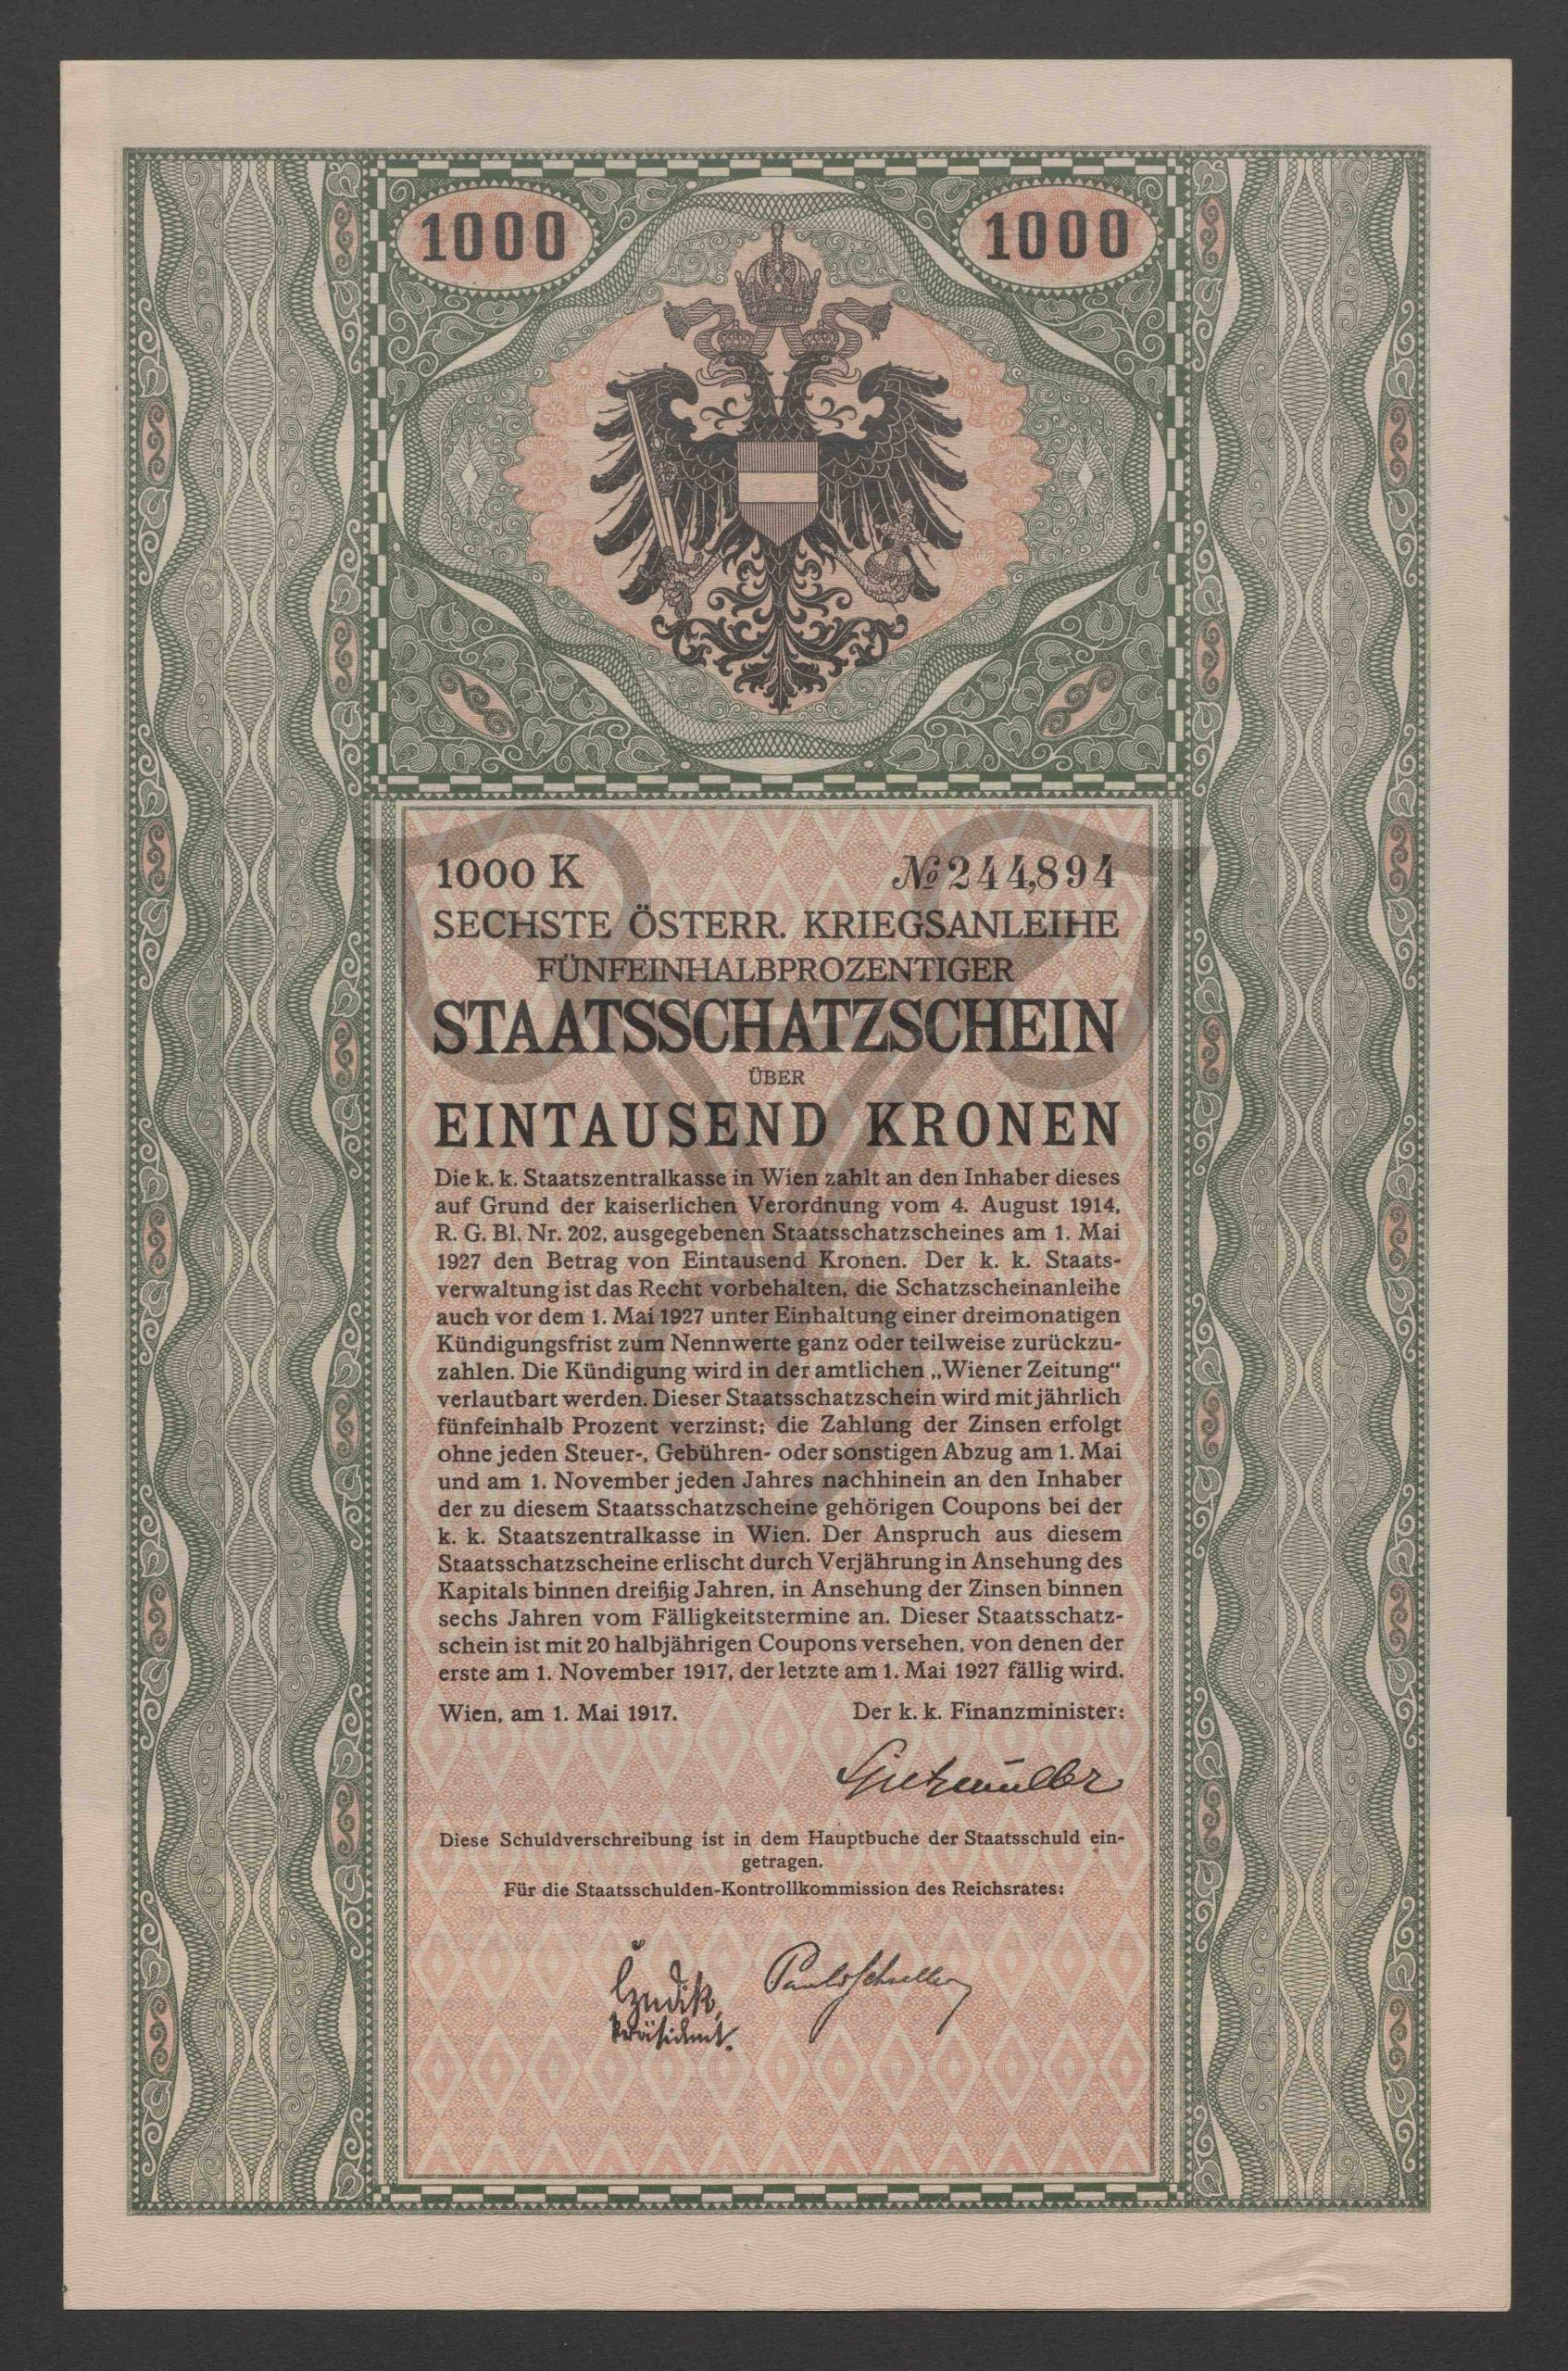 1000 1000
1000 K № 244,894
SECHSTE ÖSTERR. KRIEGSANLEIHE
FÜNFEINHALBPROZENTIGER
STAATSSCHATZSCHEIN
ÜBER
EINTAUSEND KRONEN
Die k. k. Staatszentralkasse in Wien zahlt an den Inhaber dieses
auf Grund der kaiserlichen Verordnung vom 4. August 1914,
R. G. Bl. Nr. 202, ausgegebenen Staatsschatzscheines am 1. Mai
1927 den Betrag von Eintausend Kronen. Der k. k. Staats-
verwaltung ist das Recht vorbehalten, die Schatzscheinanleihe
auch vor dem 1. Mai 1927 unter Einhaltung einer dreimonatigen
Kündigungsfrist zum Nennwerte ganz oder teilweise zurückzu-
zahlen. Die Kündigung wird in der amtlichen „Wiener Zeitung“
verlautbart werden. Dieser Staatsschatzschein wird mit jährlich
fünfeinhalb Prozent verzinst; die Zahlung der Zinsen erfolgt
ohne jeden Steuer-, Gebühren- oder sonstigen Abzug am 1. Mai
und am 1. November jeden Jahres nachhinein an den Inhaber
der zu diesem Staatsschatzscheine gehörigen Coupons bei der
k. k. Staatszentralkasse in Wien. Der Anspruch aus diesem
Staatsschatzscheine erlischt durch Verjährung in Ansehung des
Kapitals binnen dreißig Jahren, in Ansehung der Zinsen binnen
sechs Jahren vom Fälligkeitstermine an. Dieser Staatsschatz-
schein ist mit 20 halbjährigen Coupons versehen, von denen der
erste am 1. November 1917, der letzte am 1. Mai 1927 fällig wird.
Wien, am 1. Mai 1917. Der k. k. Finanzminister:
Spitzmüller
Diese Schuldverschreibung ist in dem Hauptbuche der Staatsschuld ein-
getragen.
Für die Staatsschulden-Kontrollkommission des Reichsrates:
Präsident.